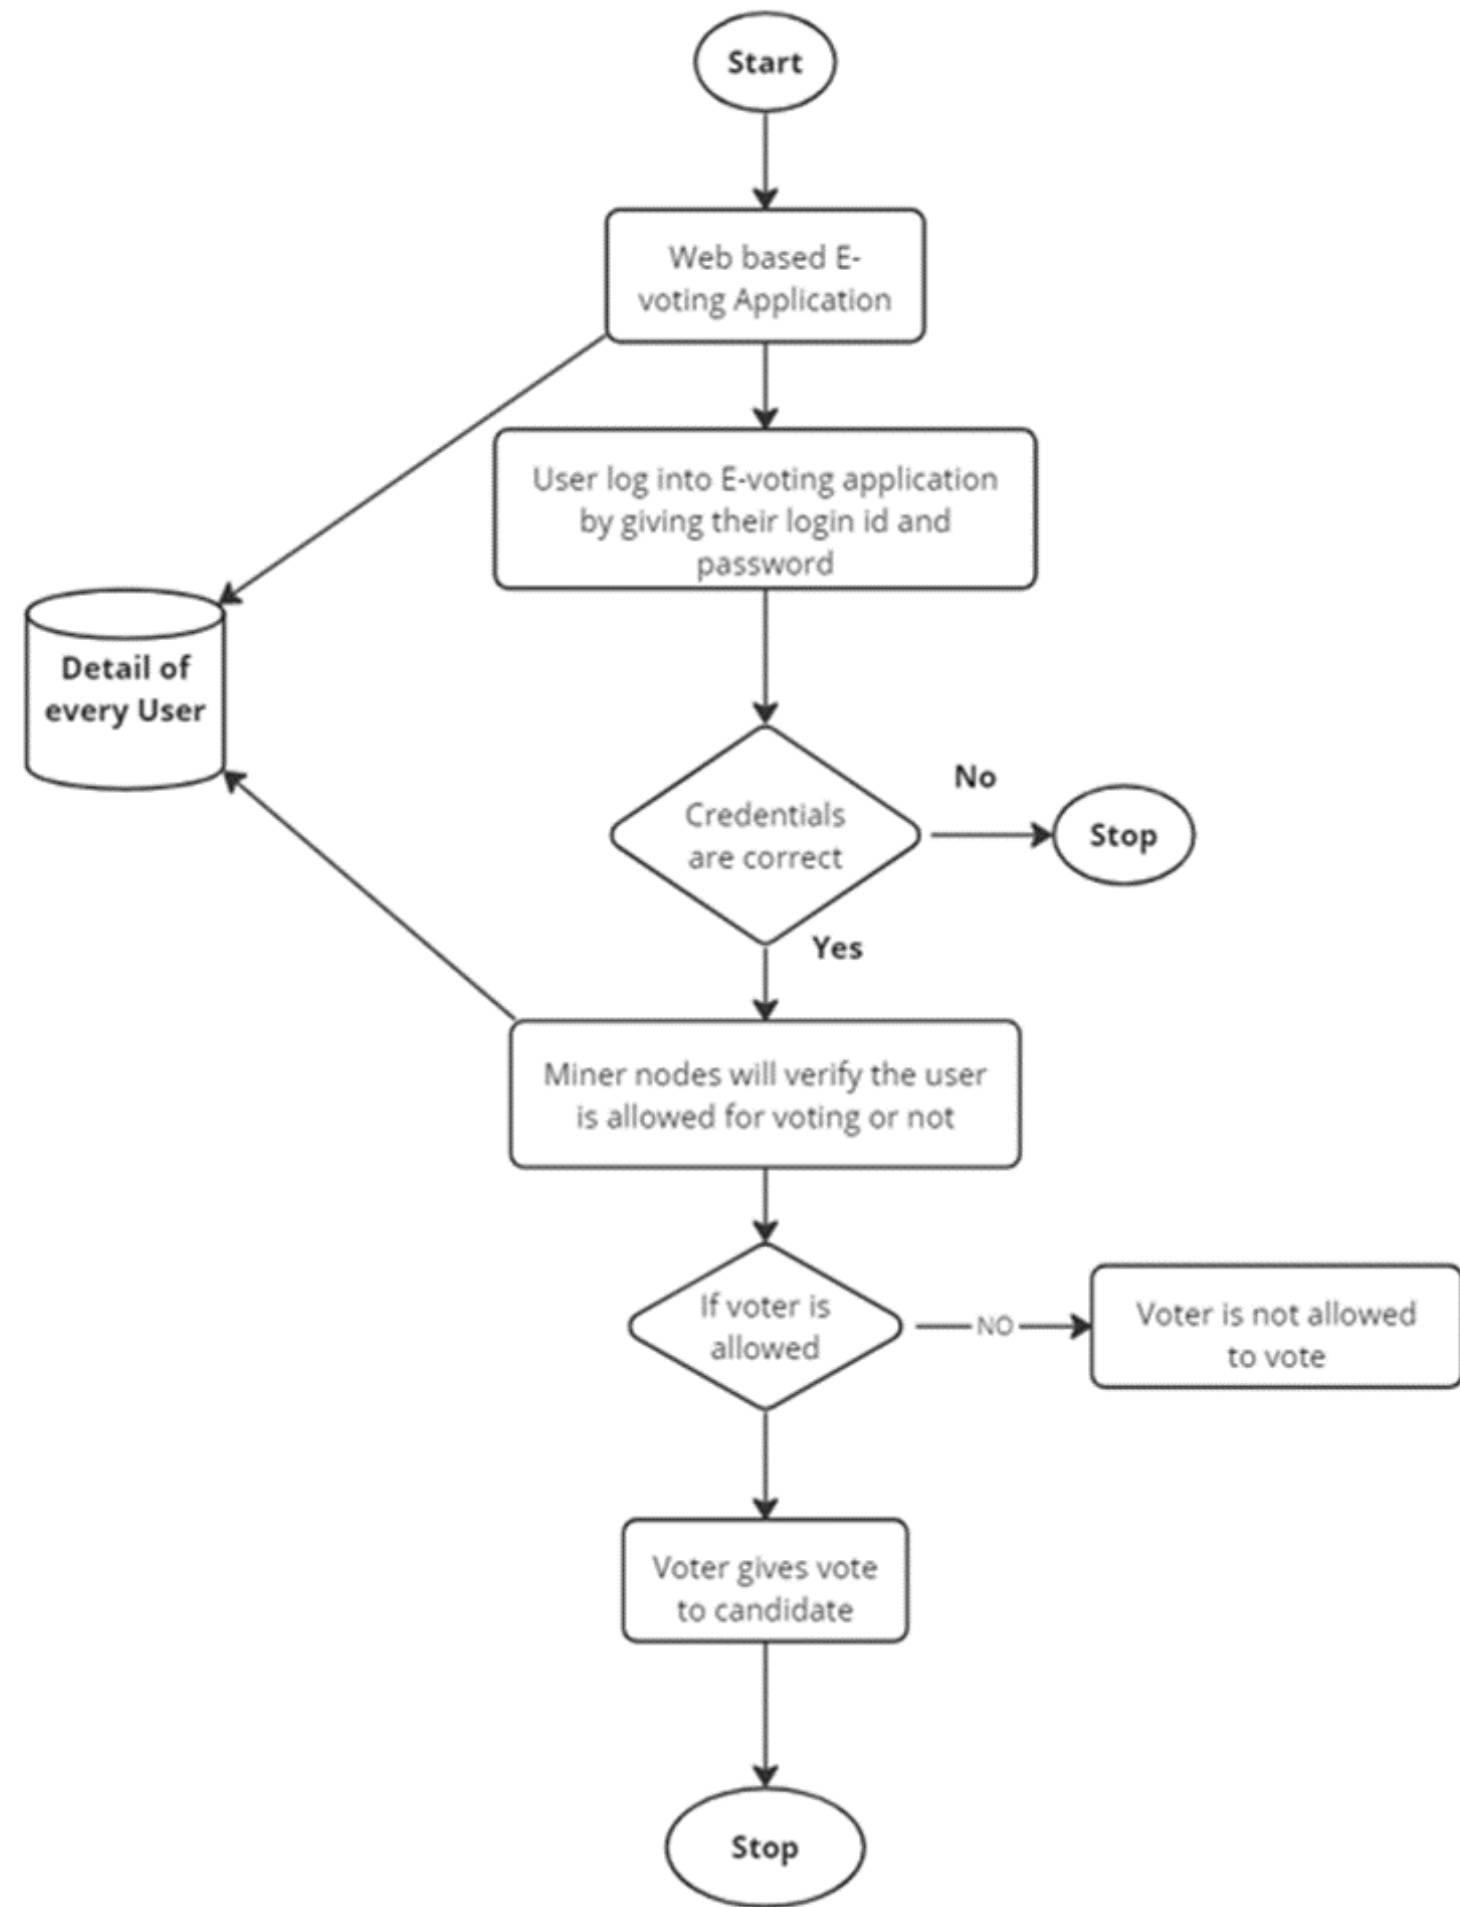 Start
Web based E-
voting Application
User log into E-voting application
by giving their login id and
password
Detail of
every User
Credentials
are correct
No
Stop
Yes
Miner nodes will verify the user
is allowed for voting or not
If voter is
allowed
NO
Voter is not allowed
to vote
Voter gives vote
to candidate
Stop